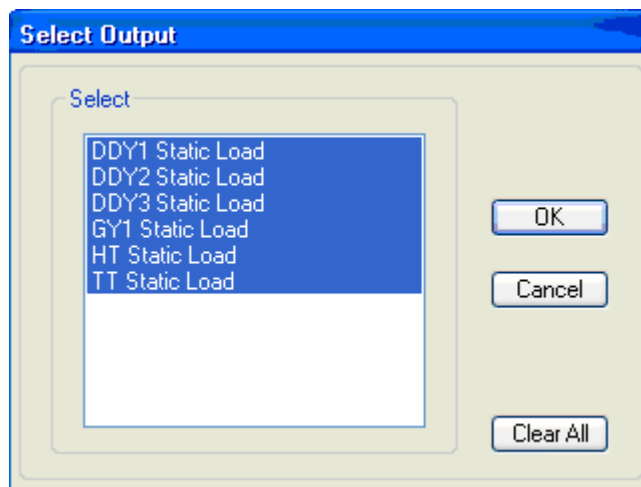 Select Output
Select
DDY1 Static Load
DDY2 Static Load
DDY3 Static Load
GY1 Static Load
HT Static Load
TT Static Load
OK
Cancel
Clear All